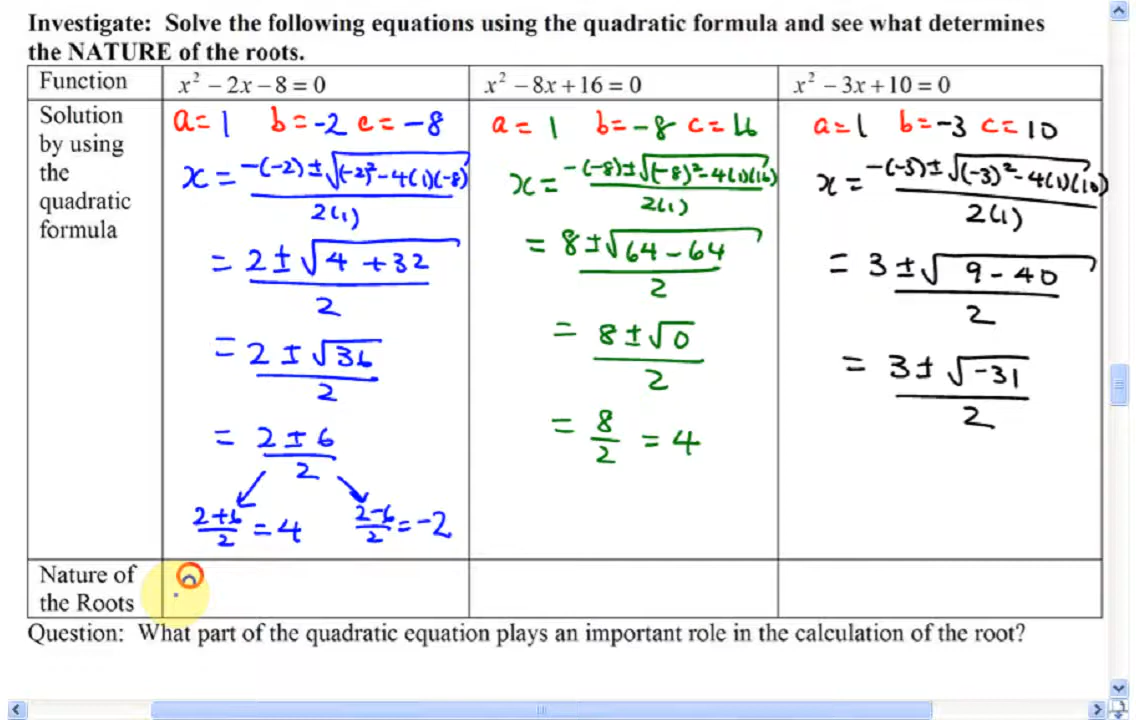 Investigate: Solve the following equations using the quadratic formula and see what determines
the NATURE of the roots.
Function
x² − 2x − 8 = 0
x² − 8x + 16 = 0
x² − 3x + 10 = 0
Solution
by using
the
quadratic
formula
a = 1 b = -2 c = -8
x = -(-2) ± √(-2)² - 4(1)(-8) / 2(1)
= 2 ± √4 + 32 / 2
= 2 ± √36 / 2
= 2 ± 6 / 2
2+6 / 2 = 4 2-6 / 2 = -2
a = 1 b = -8 c = 16
x = -(-8) ± √(-8)² - 4(1)(16) / 2(1)
= 8 ± √64 - 64 / 2
= 8 ± √0 / 2
= 8 / 2 = 4
a = 1 b = -3 c = 10
x = -(-3) ± √(-3)² - 4(1)(10) / 2(1)
= 3 ± √9 - 40 / 2
= 3 ± √-31 / 2
Nature of
the Roots
Question: What part of the quadratic equation plays an important role in the calculation of the root?